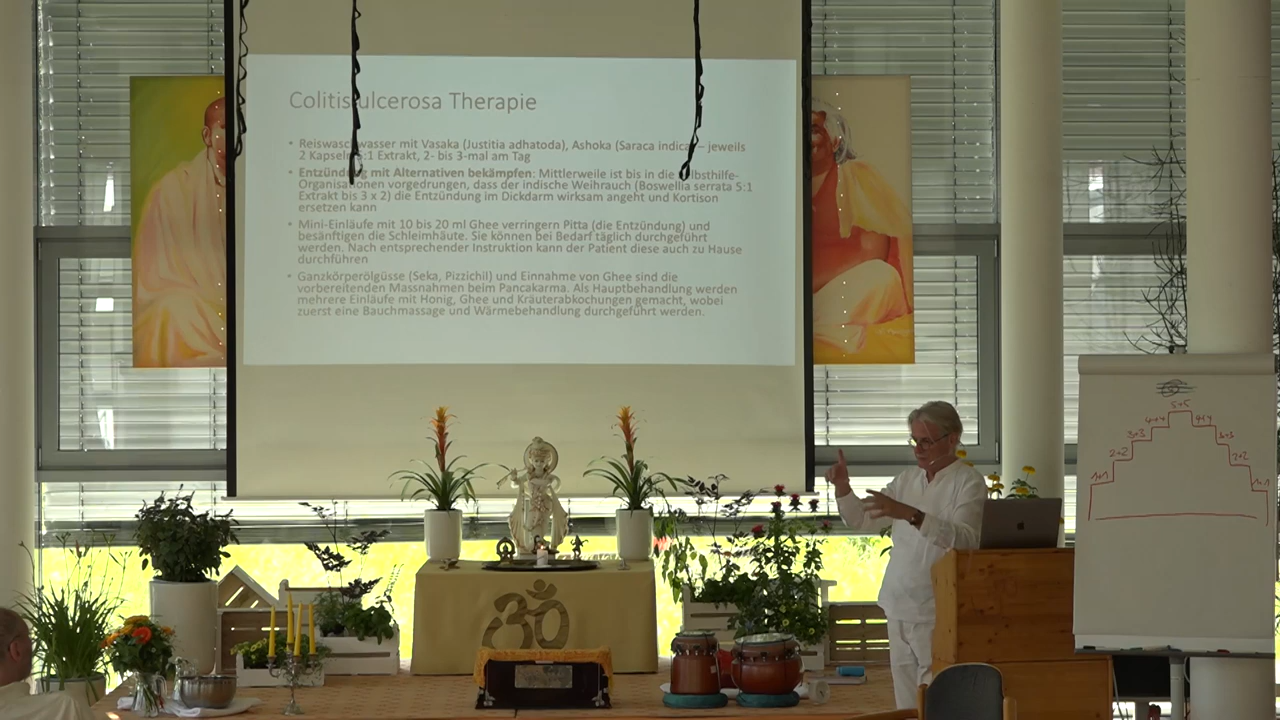 Colitis ulcerosa Therapie
• Reiswaschwasser mit Vasaka (Justitia adhatoda), Ashoka (Saraca indica) – jeweils
2 Kapseln 5:1 Extrakt, 2- bis 3-mal am Tag
• Entzündung mit Alternativen bekämpfen: Mittlerweile ist bis in die Selbsthilfe-
Organisationen vorgedrungen, dass der indische Weihrauch (Boswellia serrata 5:1
Extrakt bis 3 x 2) die Entzündung im Dickdarm wirksam angeht und Kortison
ersetzen kann
• Mini-Einläufe mit 10 bis 20 ml Ghee verringern Pitta (die Entzündung) und
besänftigen die Schleimhäute. Sie können bei Bedarf täglich durchgeführt
werden. Nach entsprechender Instruktion kann der Patient diese auch zu Hause
durchführen
• Ganzkörperölgüsse (Seka, Pizzichil) und Einnahme von Ghee sind die
vorbereitenden Massnahmen beim Pancakarma. Als Hauptbehandlung werden
mehrere Einläufe mit Honig, Ghee und Kräuterabkochungen gemacht, wobei
zuerst eine Bauchmassage und Wärmebehandlung durchgeführt werden.
5+5
4+4 4+4
3+3 3+3
2+2 2+2
1+1 1+1
ॐ